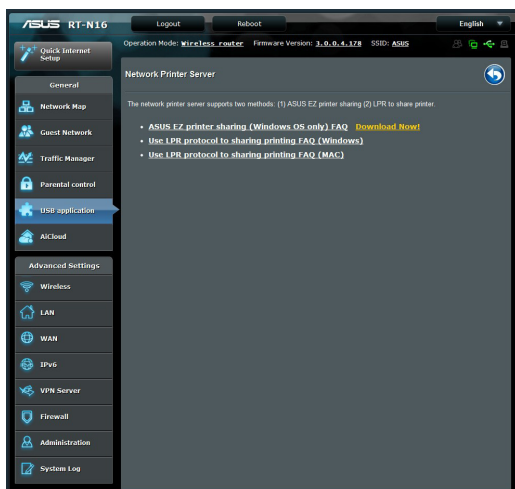 ASUS RT-N16 Logout Reboot English
Operation Mode: Wireless router Firmware Version: 3.0.0.4.178 SSID: ASUS
Quick Internet
Setup
General
Network Map
Guest Network
Traffic Manager
Parental control
USB application
AiCloud
Advanced Settings
Wireless
LAN
WAN
IPv6
VPN Server
Firewall
Administration
System Log
Network Printer Server
The network printer server supports two methods: (1) ASUS EZ printer sharing (2) LPR to share printer.
• ASUS EZ printer sharing (Windows OS only) FAQ Download Now!
• Use LPR protocol to sharing printing FAQ (Windows)
• Use LPR protocol to sharing printing FAQ (MAC)